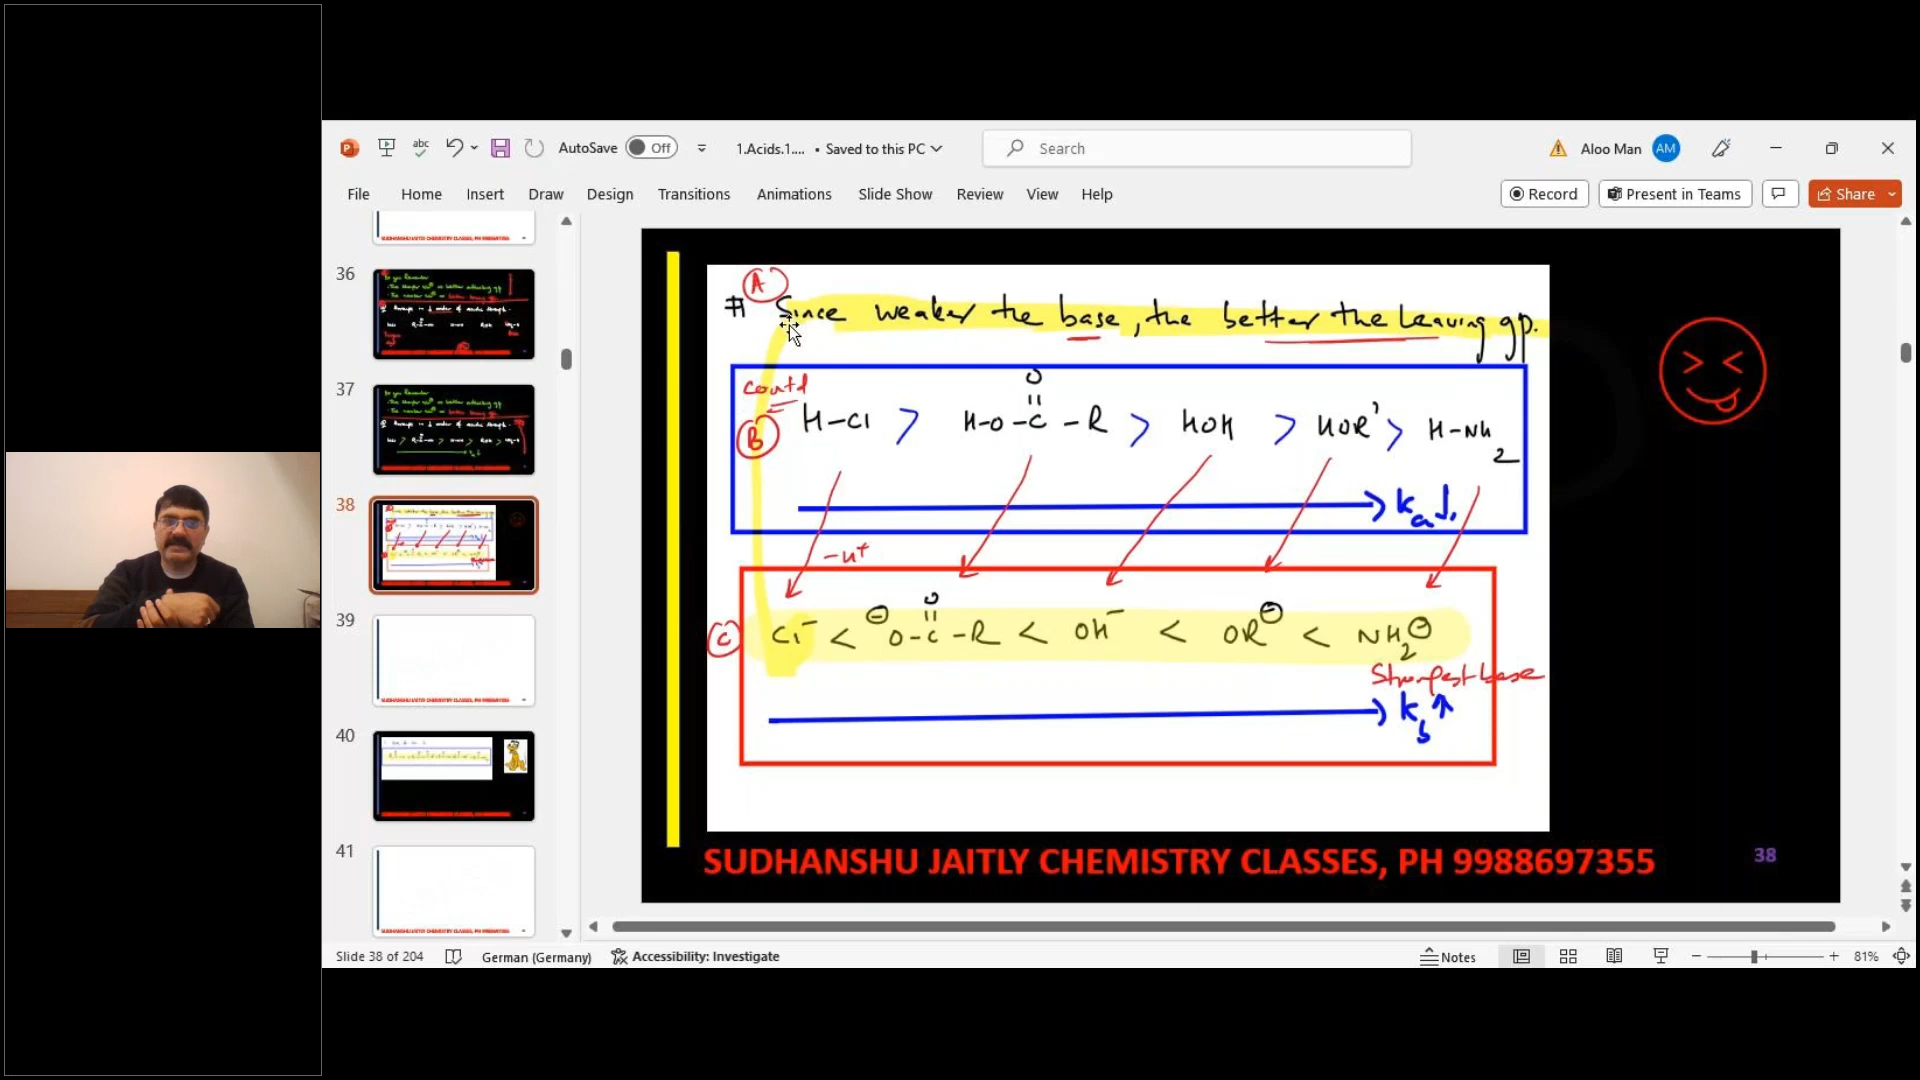 abc
AutoSave Off
1.Acids.1.... • Saved to this PC
Search
Aloo Man AM
File Home Insert Draw Design Transitions Animations Slide Show Review View Help
Record Present in Teams Share
36
37
38
39
40
41
A
# Since weaker the base, the better the leaving gp.
contd
B
H-Cl > H-O-C-R > HOH > HOR' > H-NH2
O
ka ↓
-H+
C
Cl⁻ < ⊖O-C-R < OH⁻ < OR⊖ < NH2⊖
O
Strongest base
kb ↑
SUDHANSHU JAITLY CHEMISTRY CLASSES, PH 9988697355
38
Slide 38 of 204 German (Germany) Accessibility: Investigate Notes 81%